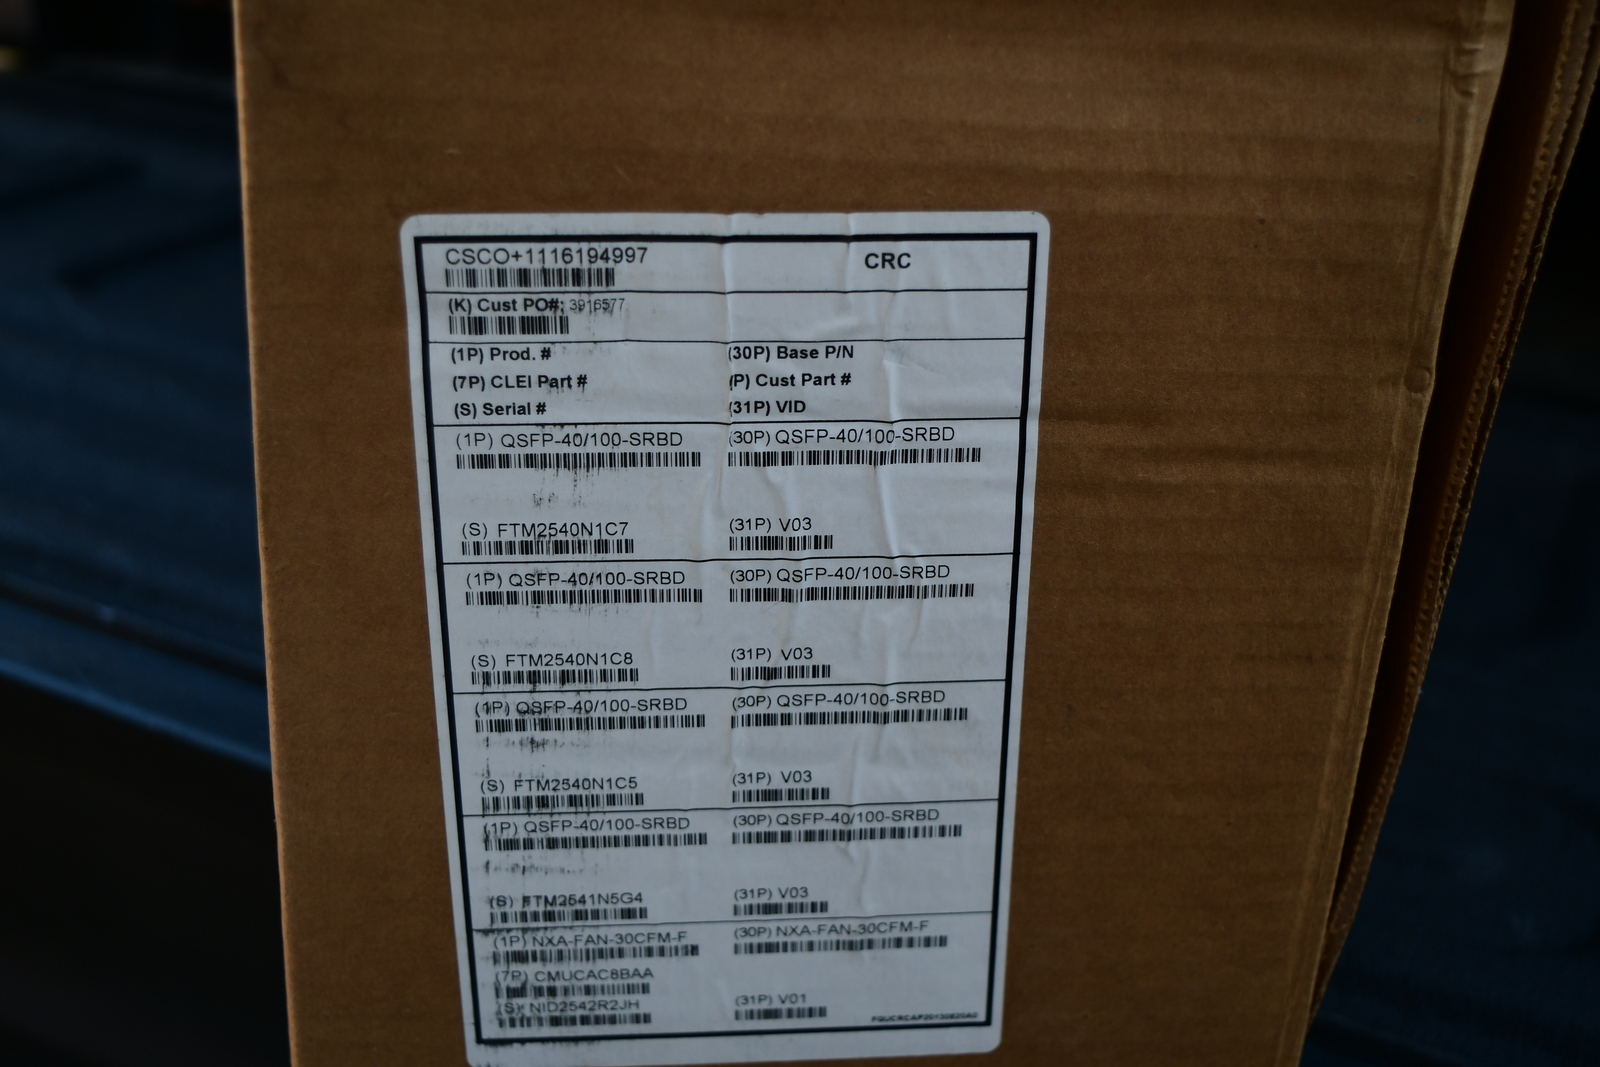 CSCO+1116194997 CRC
(K) Cust PO#: 3916577
(1P) Prod. # (30P) Base P/N
(7P) CLEI Part # (P) Cust Part #
(S) Serial # (31P) VID
(1P) QSFP-40/100-SRBD (30P) QSFP-40/100-SRBD
(S) FTM2540N1C7 (31P) V03
(1P) QSFP-40/100-SRBD (30P) QSFP-40/100-SRBD
(S) FTM2540N1C8 (31P) V03
(1P) QSFP-40/100-SRBD (30P) QSFP-40/100-SRBD
(S) FTM2540N1C5 (31P) V03
(1P) QSFP-40/100-SRBD (30P) QSFP-40/100-SRBD
(S) FTM2541N5G4 (31P) V03
(1P) NXA-FAN-30CFM-F (30P) NXA-FAN-30CFM-F
(7P) CMUCAC8BAA
(S) NID2542R2JH (31P) V01